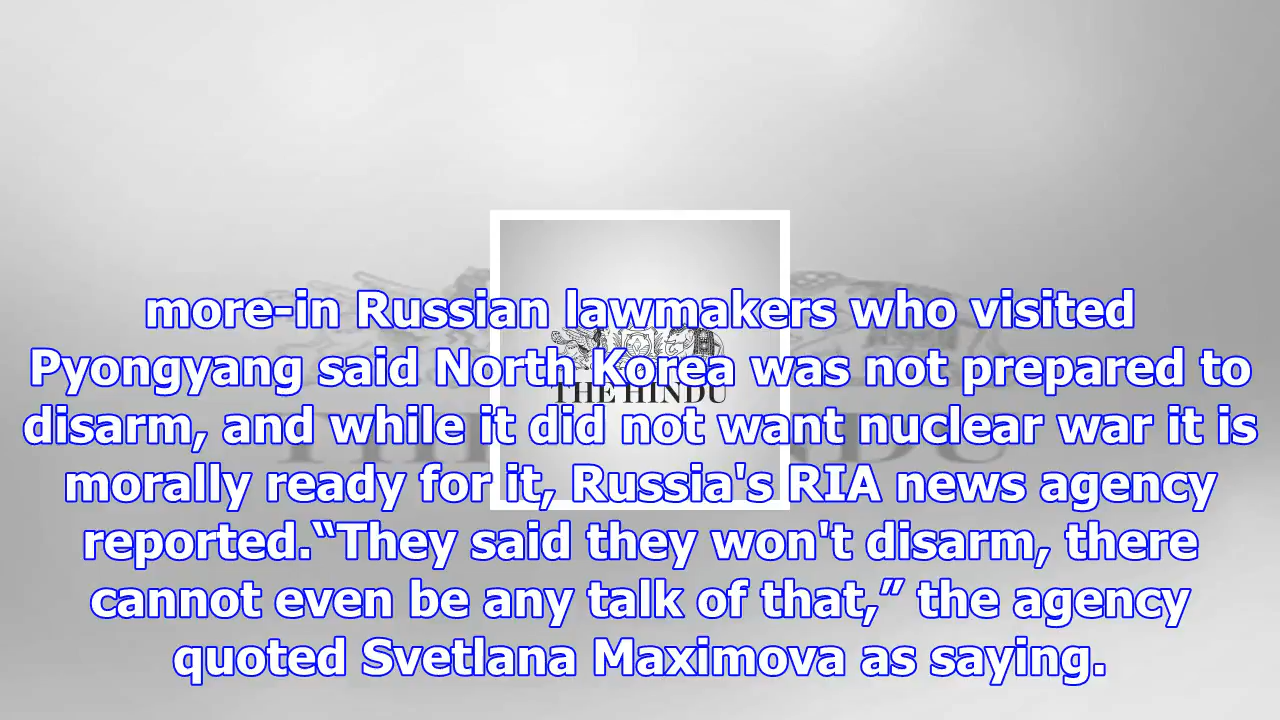 more-in Russian lawmakers who visited
Pyongyang said North Korea was not prepared to
disarm, and while it did not want nuclear war it is
morally ready for it, Russia's RIA news agency
reported.“They said they won't disarm, there
cannot even be any talk of that,” the agency
quoted Svetlana Maximova as saying.
THE HINDU